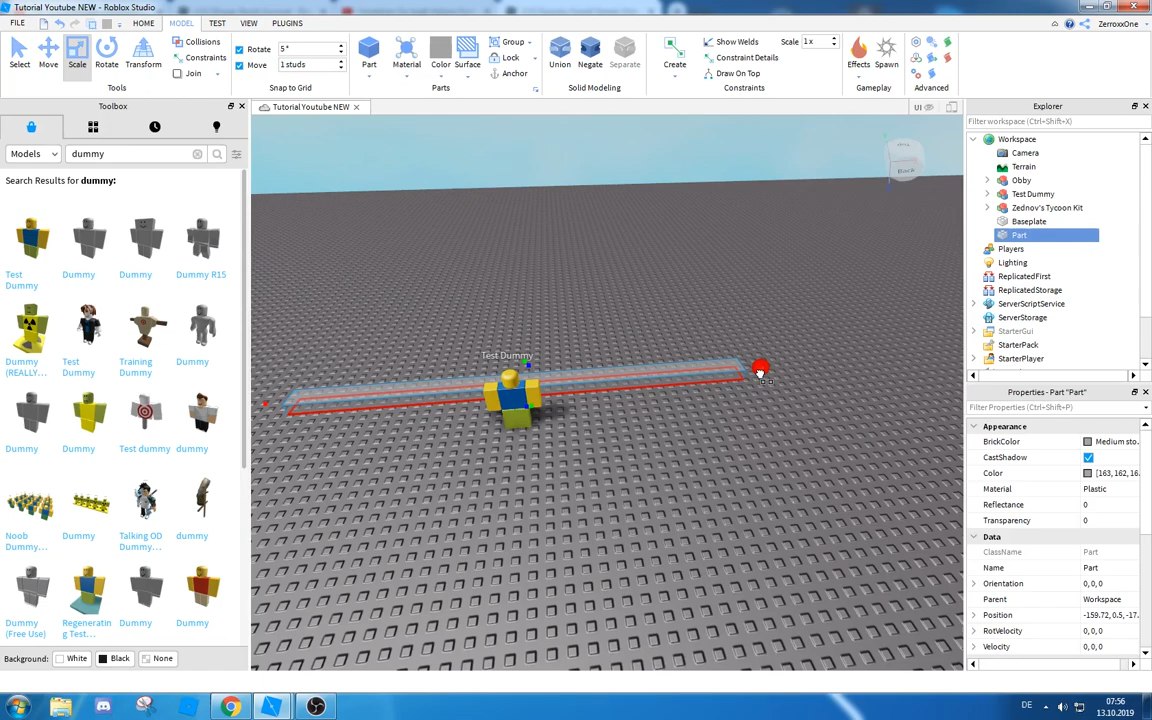 Tutorial Youtube NEW - Roblox Studio
FILE HOME MODEL TEST VIEW PLUGINS ZerroxxOne
Select Move Scale Rotate Transform
Collisions
Constraints
Join
Tools
Rotate 5°
Move 1 studs
Snap to Grid
Part Material Color Surface
Group
Lock
Anchor
Parts
Union Negate Separate
Solid Modeling
Create
Show Welds Scale 1x
Constraint Details
Draw On Top
Constraints
Effects Spawn
Gameplay
Advanced
Toolbox
Tutorial Youtube NEW
UI
Models dummy
Search Results for dummy:
Test
Dummy
Dummy
Dummy
Dummy R15
Dummy
(REALLY...
Test
Dummy
Training
Dummy
Dummy
Dummy
Dummy
Test dummy
dummy
Noob
Dummy...
Dummy
Talking OD
Dummy...
dummy
Dummy
(Free Use)
Regeneratin
g Test...
Dummy
Dummy
Background: White Black None
Test Dummy
Back
Explorer
Filter workspace (Ctrl+Shift+X)
Workspace
Camera
Terrain
Obby
Test Dummy
Zednov's Tycoon Kit
Baseplate
Part
Players
Lighting
ReplicatedFirst
ReplicatedStorage
ServerScriptService
ServerStorage
StarterGui
StarterPack
StarterPlayer
Properties - Part "Part"
Filter Properties (Ctrl+Shift+P)
Appearance
BrickColor Medium sto...
CastShadow
Color [163, 162, 16...
Material Plastic
Reflectance 0
Transparency 0
Data
ClassName Part
Name Part
Orientation 0, 0, 0
Parent Workspace
Position -159.72, 0.5, -17...
RotVelocity 0, 0, 0
Velocity 0, 0, 0
DE 07:56
13.10.2019